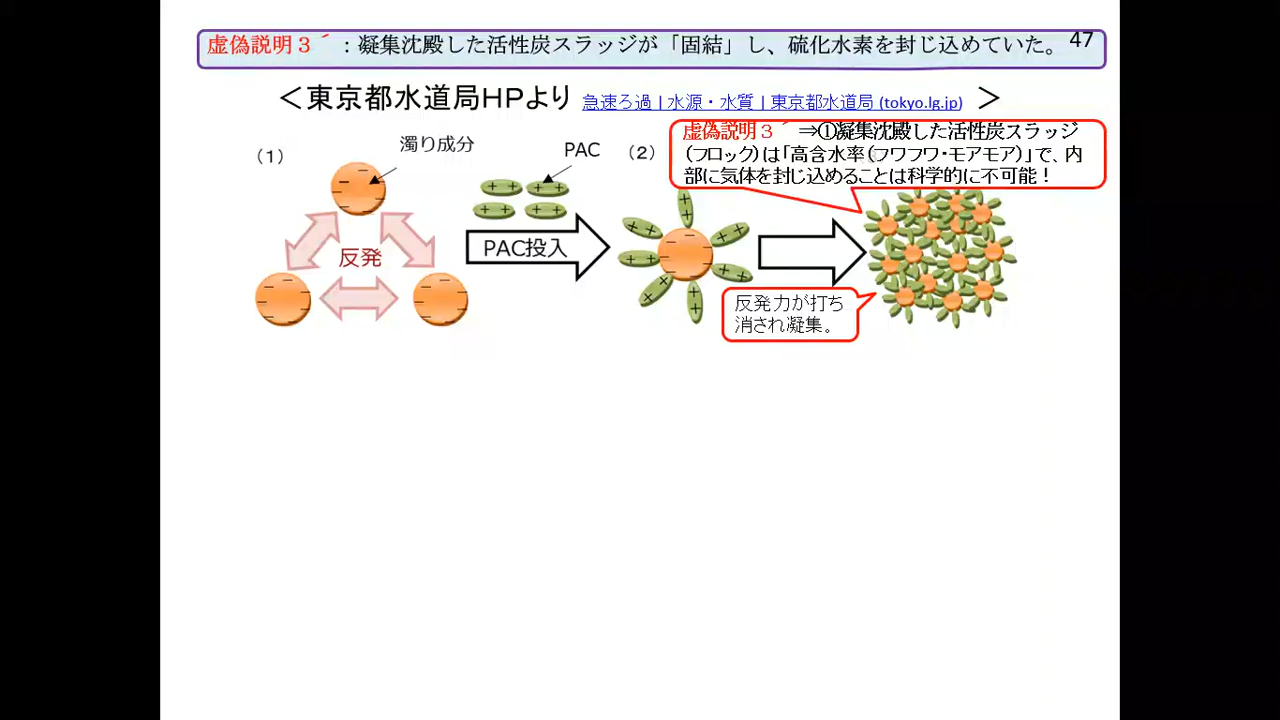 虚偽説明３´：凝集沈殿した活性炭スラッジが「固結」し、硫化水素を封じ込めていた。
47
＜東京都水道局HPより 急速ろ過 | 水源・水質 | 東京都水道局 (tokyo.lg.jp) ＞
虚偽説明３´ ⇒①凝集沈殿した活性炭スラッジ
（フロック）は「高含水率（フワフワ・モアモア）」で、内
部に気体を封じ込めることは科学的に不可能！
（1）
濁り成分
PAC
（2）
反発
PAC投入
反発力が打ち
消され凝集。